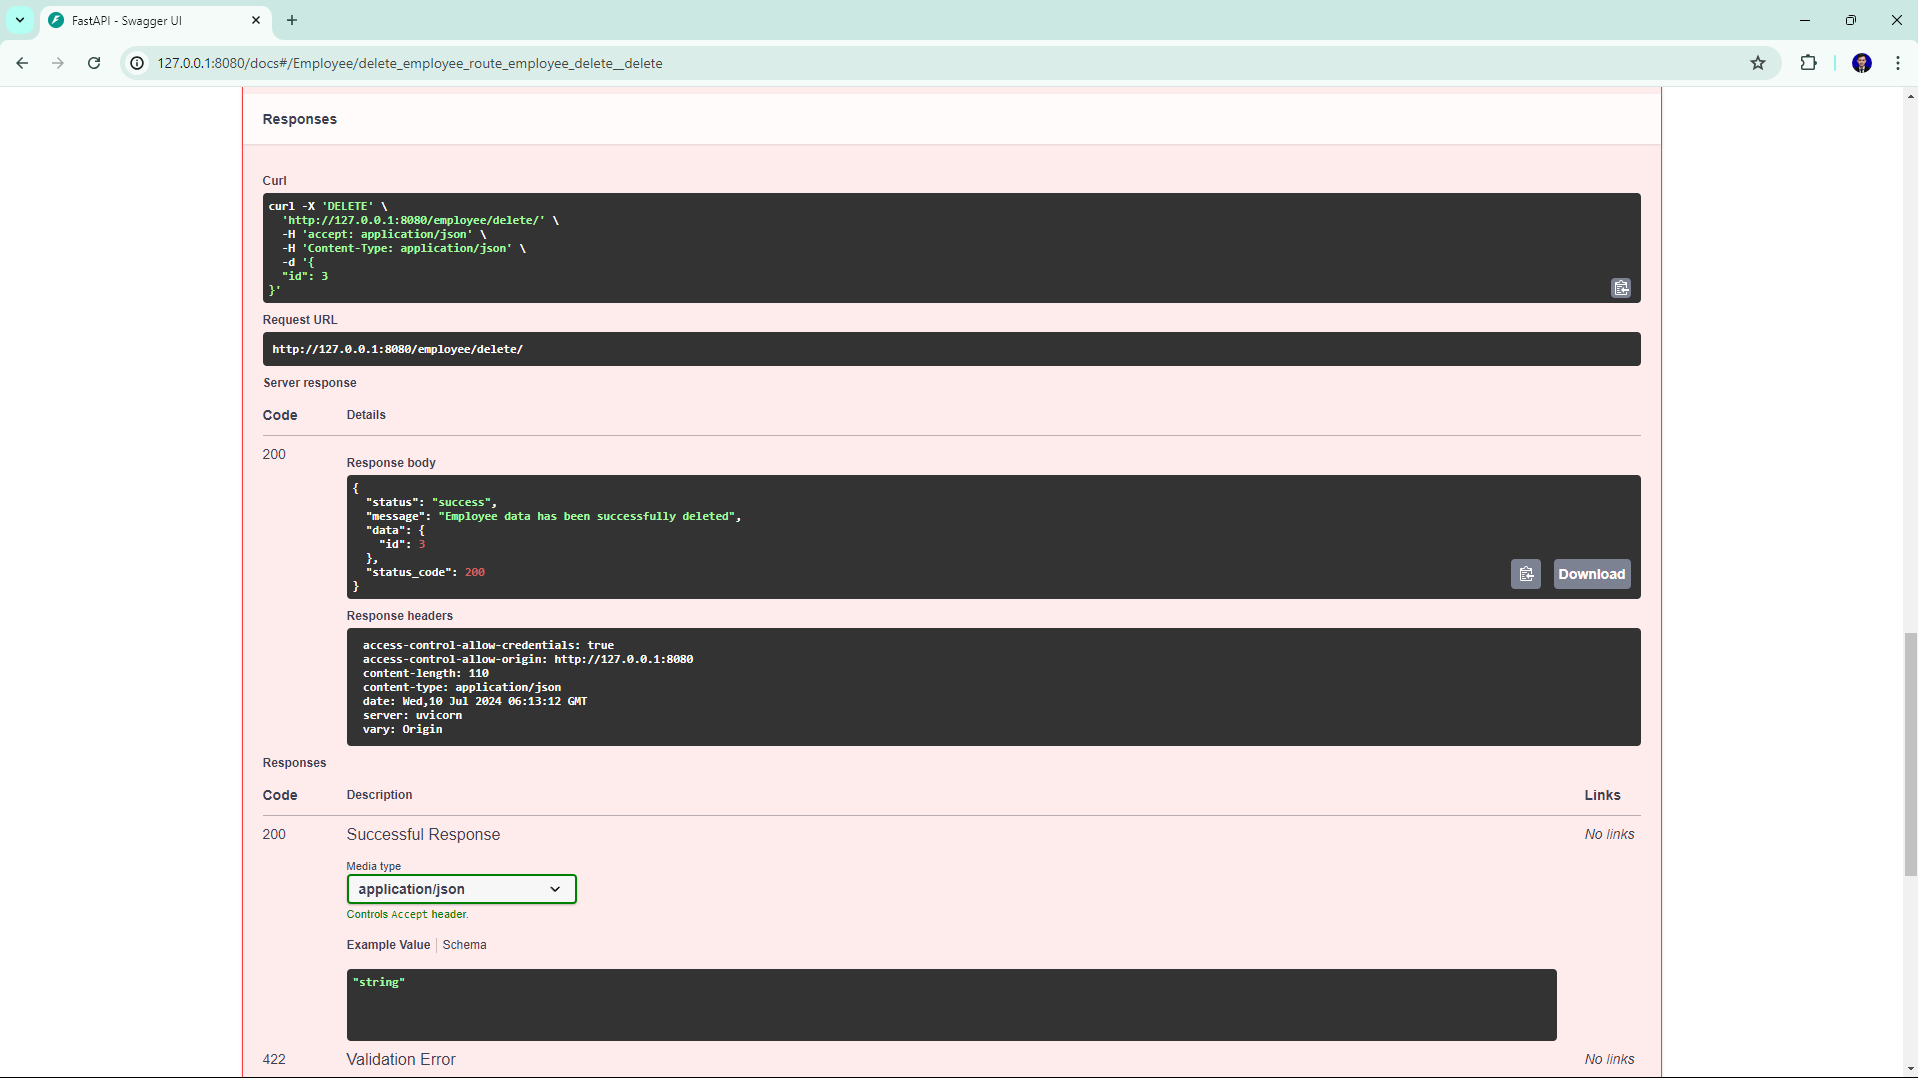 FastAPI - Swagger UI
127.0.0.1:8080/docs#/Employee/delete_employee_route_employee_delete__delete
Responses
Curl
curl -X 'DELETE' \
'http://127.0.0.1:8080/employee/delete/' \
-H 'accept: application/json' \
-H 'Content-Type: application/json' \
-d '{
"id": 3
}'
Request URL
http://127.0.0.1:8080/employee/delete/
Server response
Code Details
200
Response body
{
"status": "success",
"message": "Employee data has been successfully deleted",
"data": {
"id": 3
},
"status_code": 200
}
Download
Response headers
access-control-allow-credentials: true
access-control-allow-origin: http://127.0.0.1:8080
content-length: 110
content-type: application/json
date: Wed,10 Jul 2024 06:13:12 GMT
server: uvicorn
vary: Origin
Responses
Code Description Links
200 Successful Response No links
Media type
application/json
Controls Accept header.
Example Value Schema
"string"
422 Validation Error No links